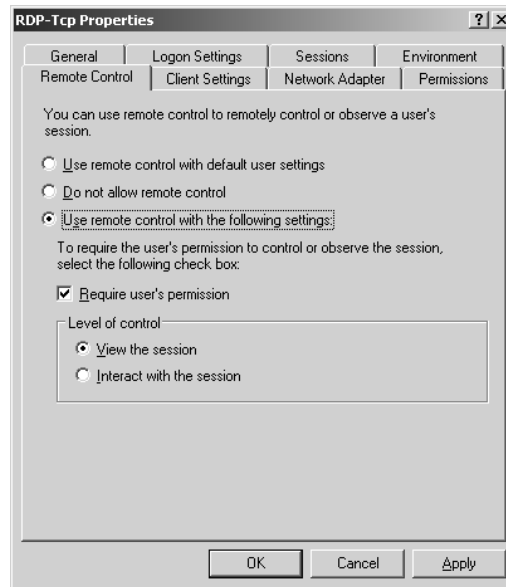 RDP-Tcp Properties
General Logon Settings Sessions Environment
Remote Control Client Settings Network Adapter Permissions
You can use remote control to remotely control or observe a user's
session.
Use remote control with default user settings
Do not allow remote control
Use remote control with the following settings:
To require the user's permission to control or observe the session,
select the following check box:
Require user's permission
Level of control
View the session
Interact with the session
OK Cancel Apply